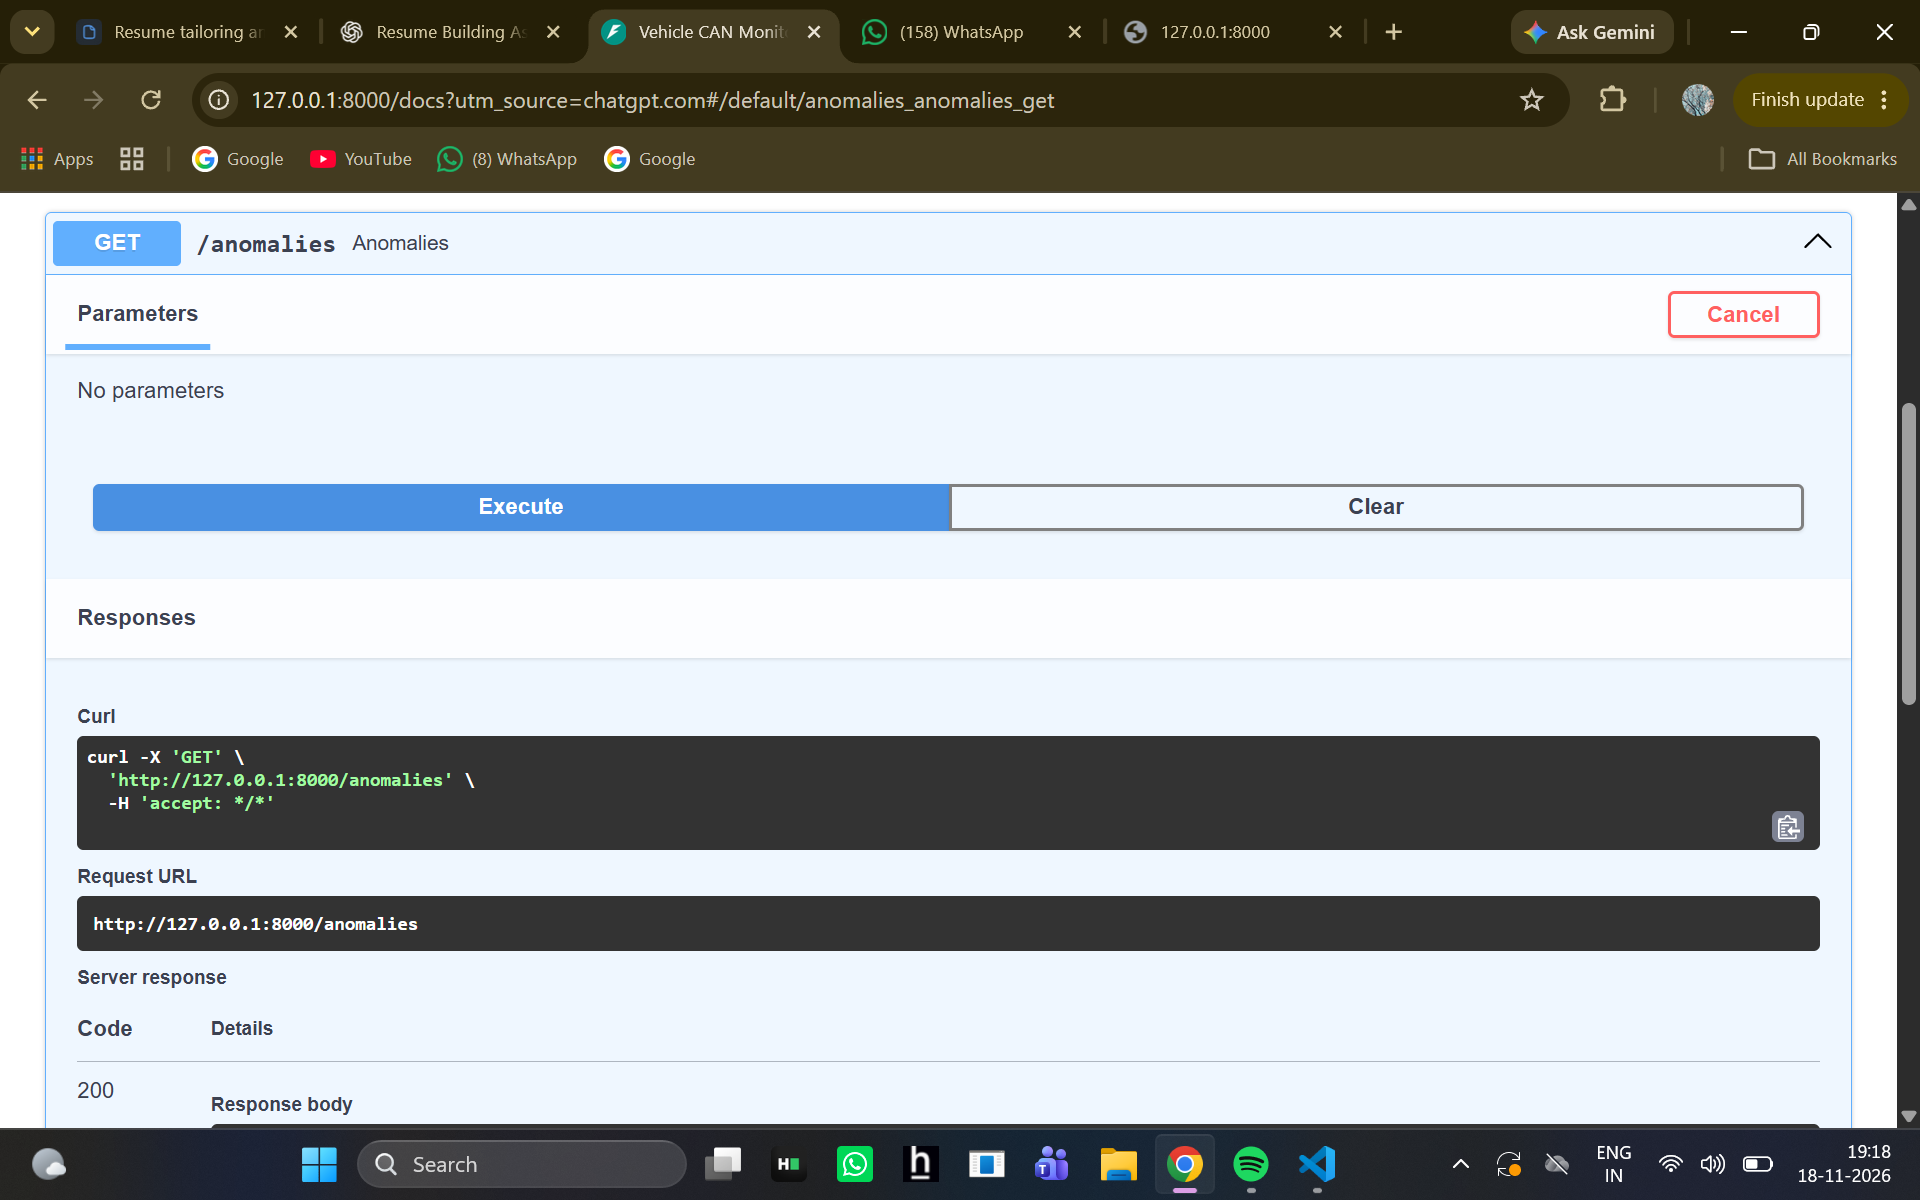 Resume tailoring ar
Resume Building As
Vehicle CAN Monit
(158) WhatsApp
127.0.0.1:8000
Ask Gemini
127.0.0.1:8000/docs?utm_source=chatgpt.com#/default/anomalies_anomalies_get
Finish update
Apps
Google
YouTube
(8) WhatsApp
Google
All Bookmarks
GET /anomalies Anomalies
Parameters
Cancel
No parameters
Execute
Clear
Responses
Curl
curl -X 'GET' \
'http://127.0.0.1:8000/anomalies' \
-H 'accept: */*'
Request URL
http://127.0.0.1:8000/anomalies
Server response
Code Details
200
Response body
Search
ENG
IN
19:18
18-11-2026